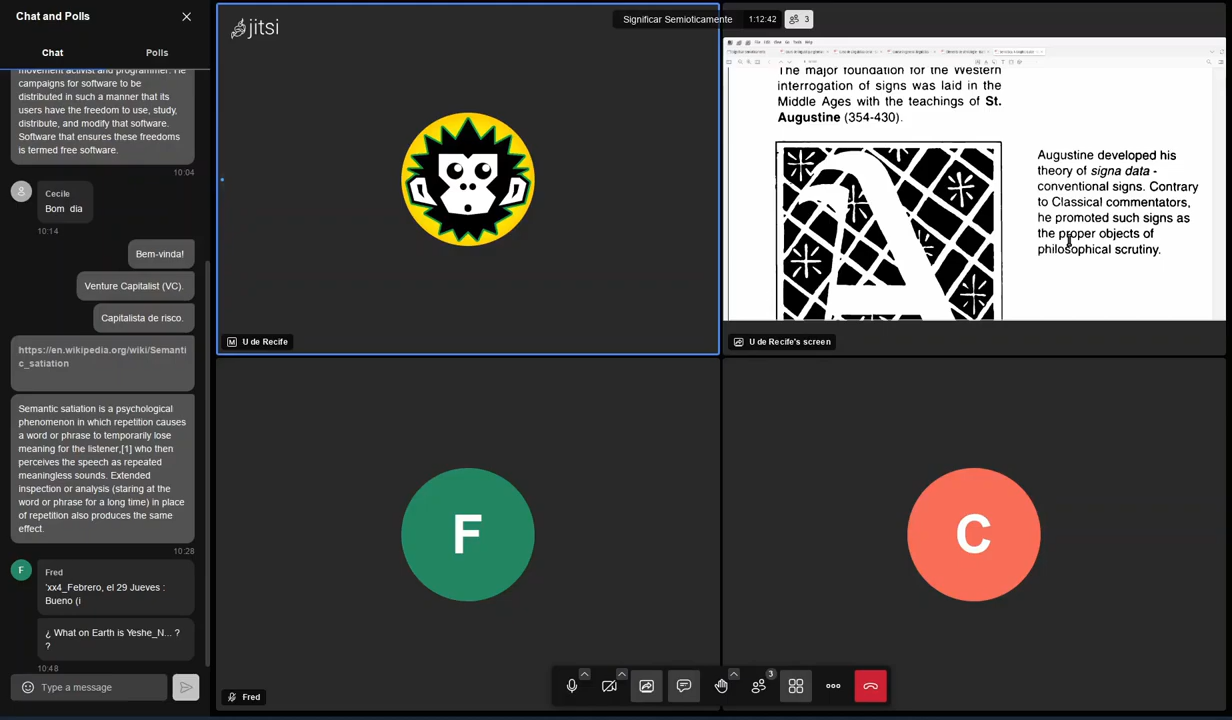 Chat and Polls
Chat
Polls
movement activist and programmer. He
campaigns for software to be
distributed in such a manner that its
users have the freedom to use, study,
distribute, and modify that software.
Software that ensures these freedoms
is termed free software.
10:04
Cecile
Bom dia
10:14
Bem-vinda!
Venture Capitalist (VC).
Capitalista de risco.
https://en.wikipedia.org/wiki/Semanti
c_satiation
Semantic satiation is a psychological
phenomenon in which repetition causes
a word or phrase to temporarily lose
meaning for the listener,[1] who then
perceives the speech as repeated
meaningless sounds. Extended
inspection or analysis (staring at the
word or phrase for a long time) in place
of repetition also produces the same
effect.
10:28
F
Fred
'xx4_Febrero, el 29 Jueves :
Bueno (i
¿ What on Earth is Yeshe_N... ?
?
10:48
Type a message
jitsi
M U de Recife
Significar Semioticamente 1:12:42 3
The major foundation for the Western
interrogation of signs was laid in the
Middle Ages with the teachings of St.
Augustine (354-430).
A
Augustine developed his
theory of signa data -
conventional signs. Contrary
to Classical commentators,
he promoted such signs as
the proper objects of
philosophical scrutiny.
U de Recife's screen
F
Fred
C
3